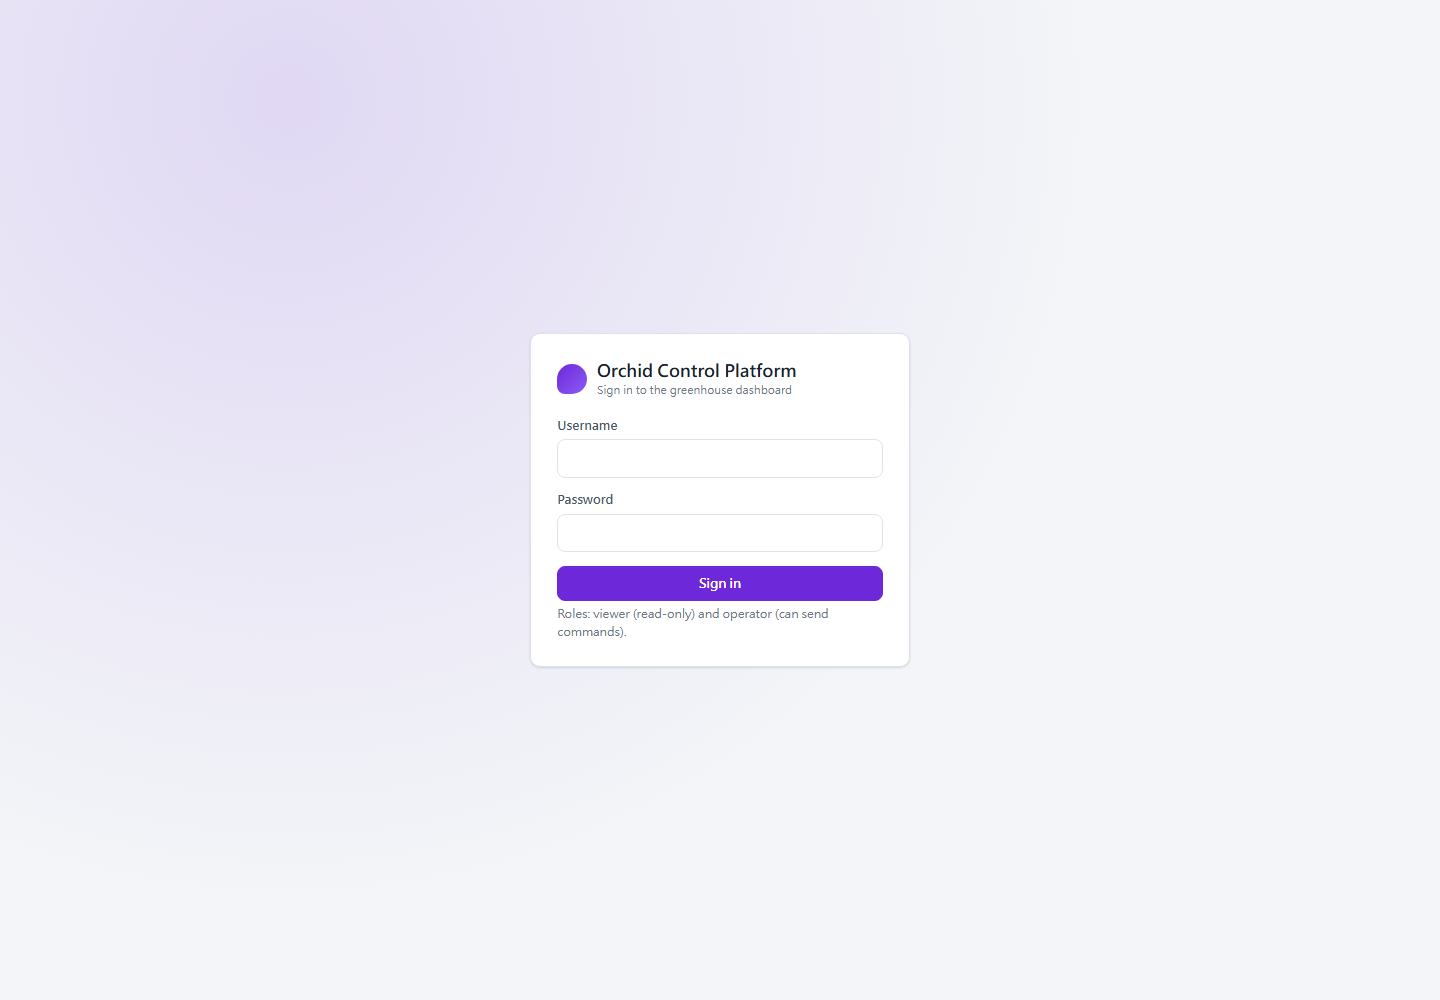 Orchid Control Platform
Sign in to the greenhouse dashboard
Username
Password
Sign in
Roles: viewer (read-only) and operator (can send
commands).